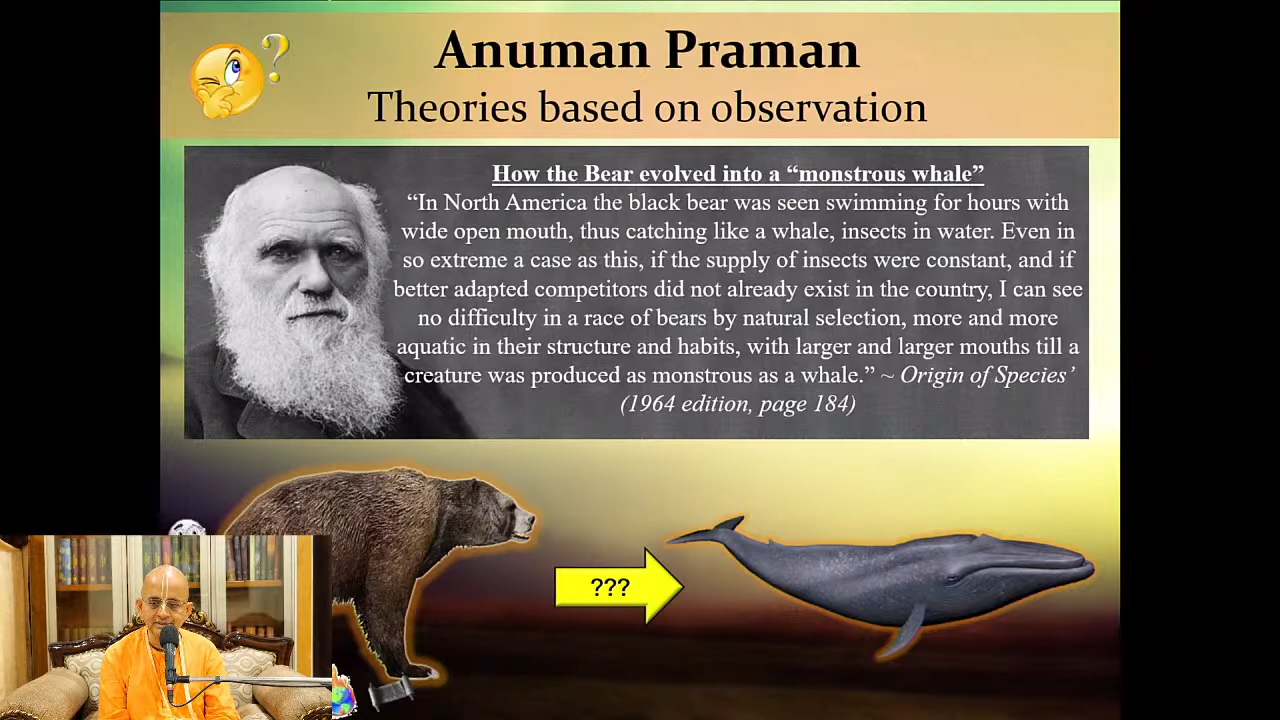 Anuman Praman
Theories based on observation
How the Bear evolved into a “monstrous whale”
“In North America the black bear was seen swimming for hours with
wide open mouth, thus catching like a whale, insects in water. Even in
so extreme a case as this, if the supply of insects were constant, and if
better adapted competitors did not already exist in the country, I can see
no difficulty in a race of bears by natural selection, more and more
aquatic in their structure and habits, with larger and larger mouths till a
creature was produced as monstrous as a whale.” ~ Origin of Species’
(1964 edition, page 184)
???